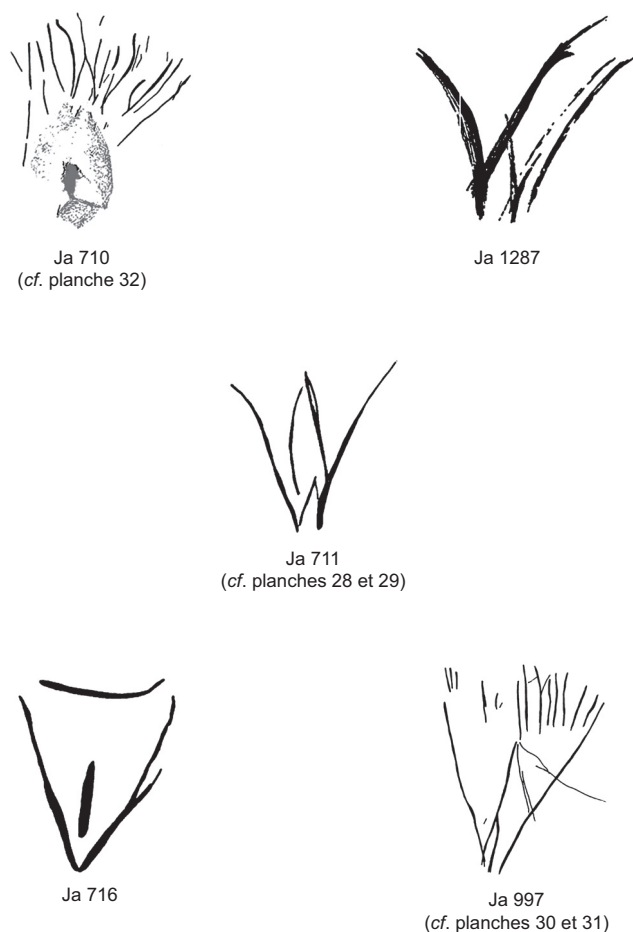 Ja 710
(cf. planche 32)
Ja 1287
Ja 711
(cf. planches 28 et 29)
Ja 716
Ja 997
(cf. planches 30 et 31)